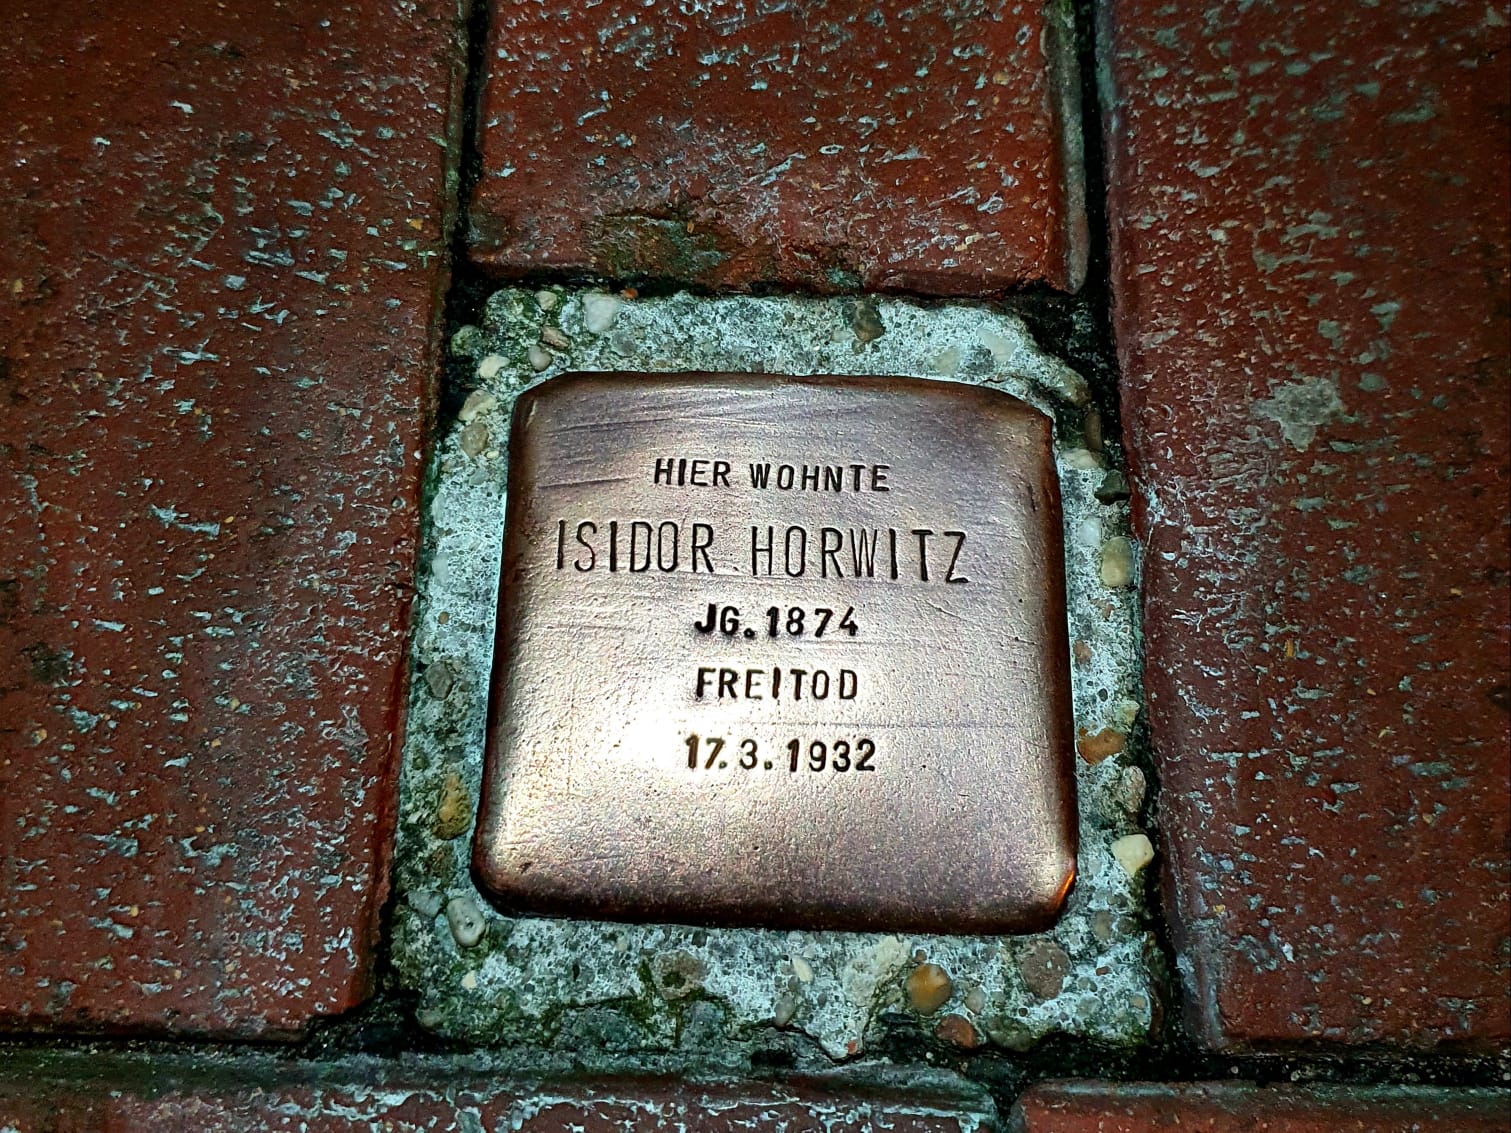 HIER WOHNTE
ISIDOR HORWITZ
JG. 1874
FREITOD
17. 3. 1932